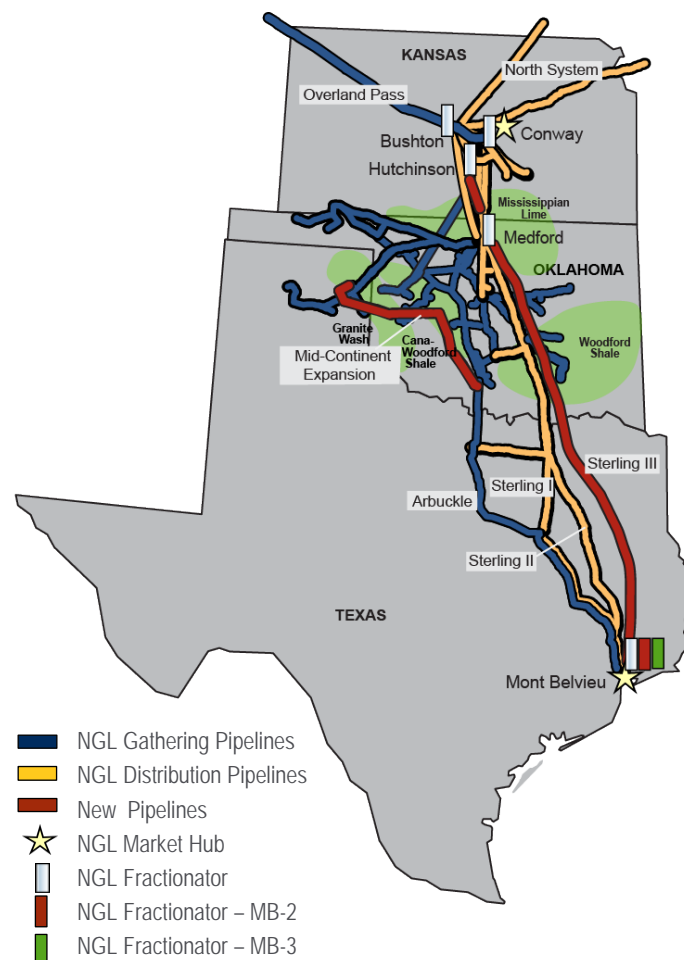 KANSAS
North System
Overland Pass
Bushton
Conway
Hutchinson
Mississippian
Lime
Medford
OKLAHOMA
Granite
Wash
Cana-
Woodford
Shale
Woodford
Shale
Mid-Continent
Expansion
Sterling III
Sterling I
Arbuckle
Sterling II
TEXAS
Mont Belvieu
NGL Gathering Pipelines
NGL Distribution Pipelines
New Pipelines
NGL Market Hub
NGL Fractionator
NGL Fractionator – MB-2
NGL Fractionator – MB-3